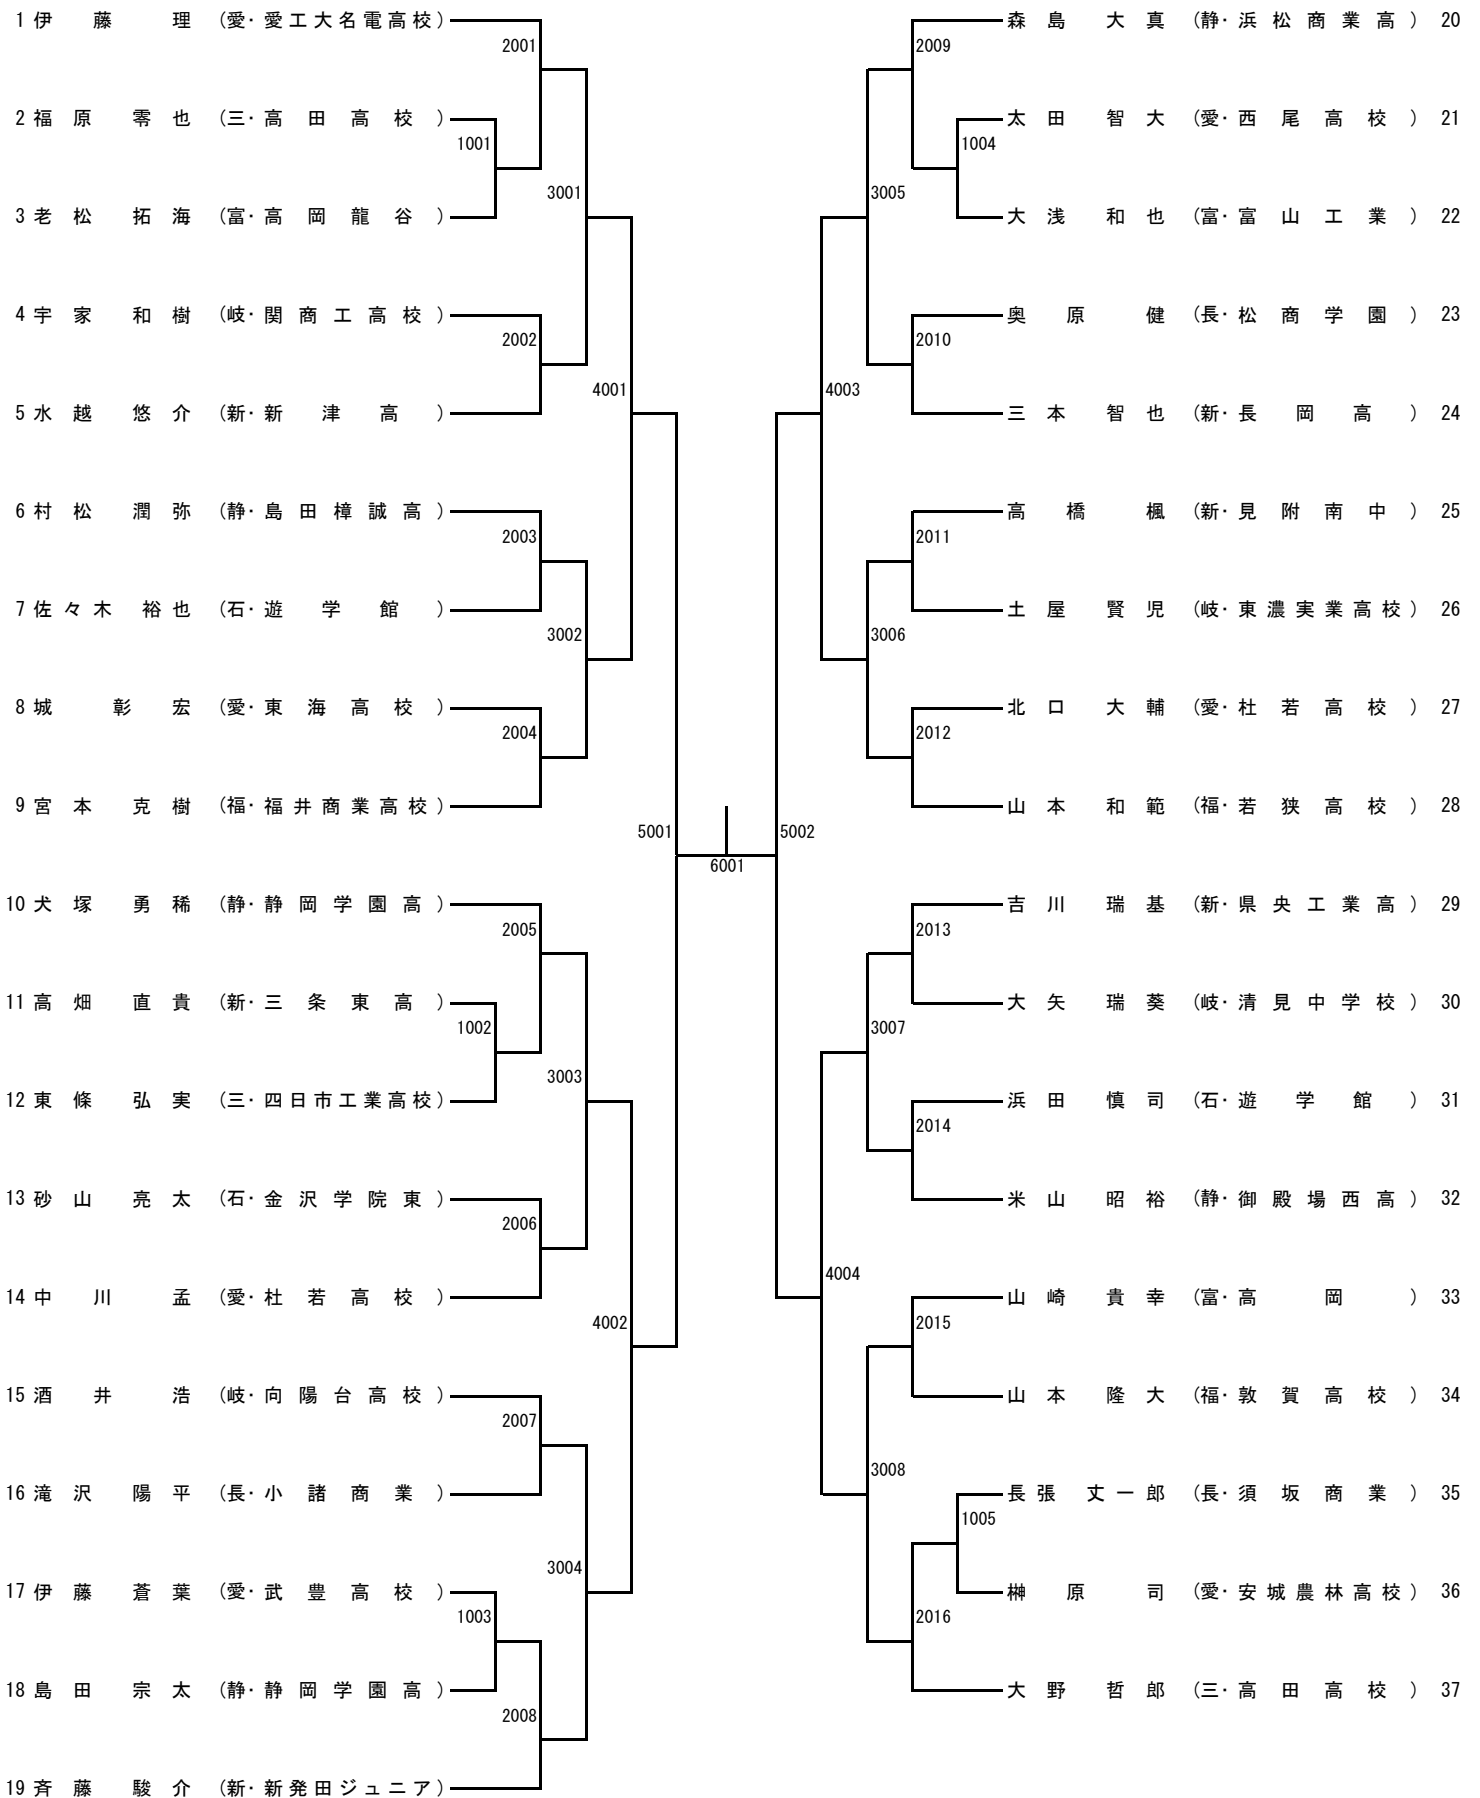 1 伊藤 理 (愛・愛工大名電高校)
2001
2 福原 零也 (三・高田高校)
1001
3001
3 老松 拓海 (富・高岡龍谷)
4 宇家 和樹 (岐・関商工高校)
2002
4001
5 水越 悠介 (新・新津高)
6 村松 潤弥 (静・島田樟誠高)
2003
7 佐々木 裕也 (石・遊学館)
3002
8 城 彰宏 (愛・東海高校)
2004
9 宮本 克樹 (福・福井商業高校)
5001
6001
10 犬塚 勇稀 (静・静岡学園高)
2005
11 高畑 直貴 (新・三条東高)
1002
3003
12 東條 弘実 (三・四日市工業高校)
13 砂山 亮太 (石・金沢学院東)
2006
14 中川 孟 (愛・杜若高校)
4002
15 酒井 浩 (岐・向陽台高校)
2007
16 滝沢 陽平 (長・小諸商業)
3004
17 伊藤 蒼葉 (愛・武豊高校)
1003
18 島田 宗太 (静・静岡学園高)
2008
19 斉藤 駿介 (新・新発田ジュニア)
森島 大真 (静・浜松商業高) 20
2009
太田 智大 (愛・西尾高校) 21
1004
3005
大浅 和也 (富・富山工業) 22
奥原 健 (長・松商学園) 23
2010
4003
三本 智也 (新・長岡高) 24
高橋 楓 (新・見附南中) 25
2011
土屋 賢児 (岐・東濃実業高校) 26
3006
北口 大輔 (愛・杜若高校) 27
2012
山本 和範 (福・若狭高校) 28
5002
吉川 瑞基 (新・県央工業高) 29
2013
大矢 瑞葵 (岐・清見中学校) 30
3007
浜田 慎司 (石・遊学館) 31
2014
米山 昭裕 (静・御殿場西高) 32
4004
山崎 貴幸 (富・高岡) 33
2015
山本 隆大 (福・敦賀高校) 34
3008
長張 丈一郎 (長・須坂商業) 35
1005
榊原 司 (愛・安城農林高校) 36
2016
大野 哲郎 (三・高田高校) 37